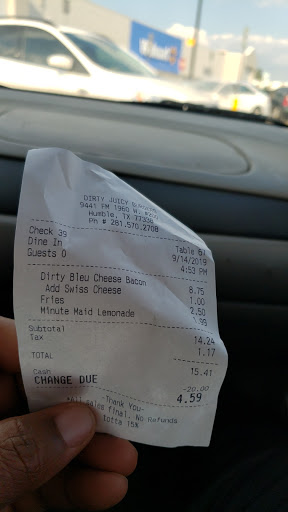 DIRTY JUICY
9441 FM 1960 W.
Humble, TX 77338
Ph # 281.570.2708
Check 39 Table 61
Dine In 9/14/2019
Guests 0 4:53 PM
Dirty Bleu Cheese Bacon 8.75
Add Swiss Cheese 1.00
Fries 2.50
Minute Maid Lemonade 1.99
Subtotal 14.24
Tax 1.17
TOTAL 15.41
Cash -20.00
CHANGE DUE 4.59
-Thank You-
sales final. No Refunds
totta 15%